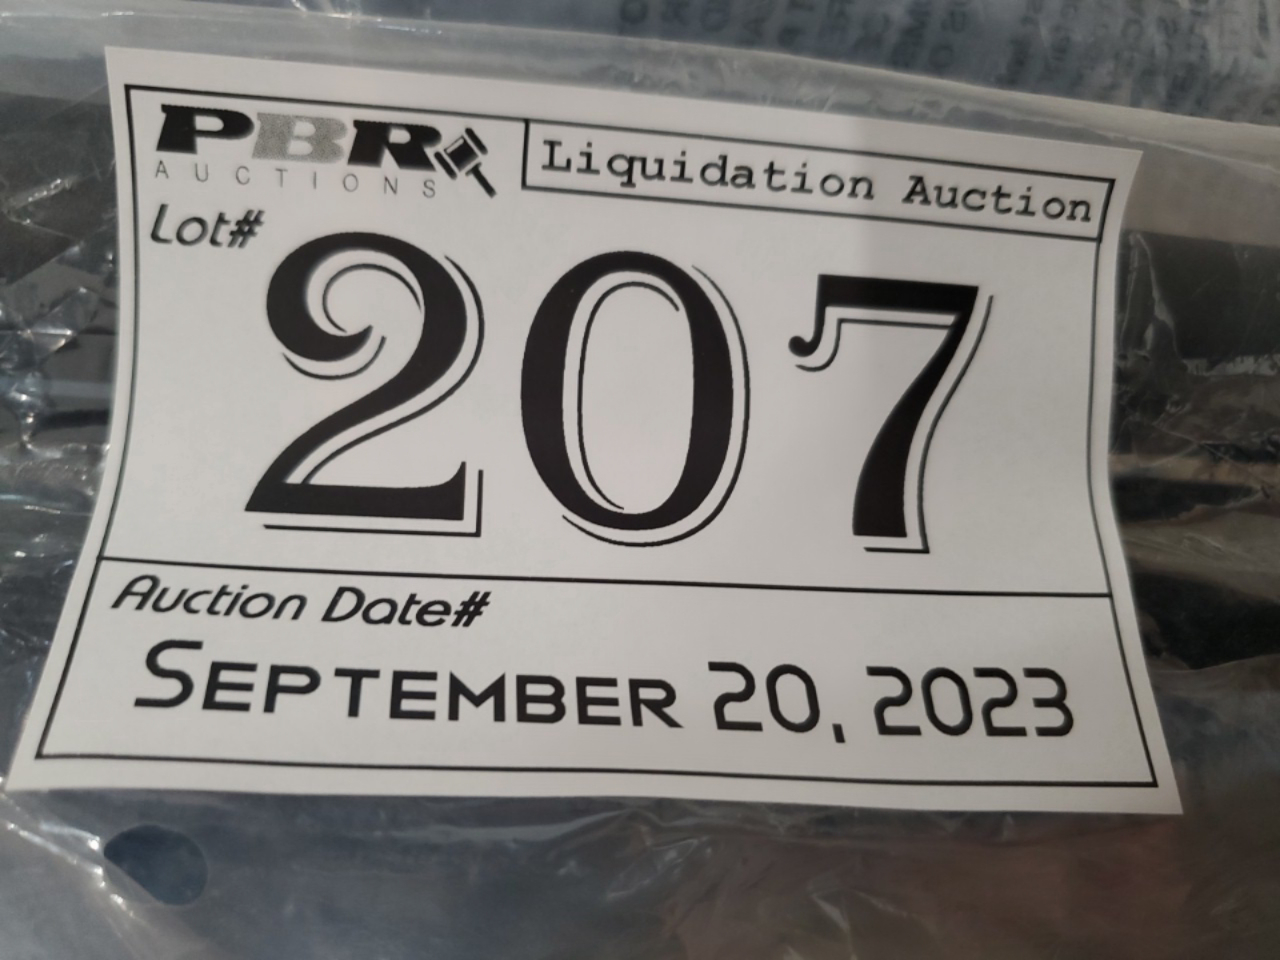 PBR
AUCTIONS
Liquidation Auction
Lot#
207
Auction Date#
SEPTEMBER 20, 2023